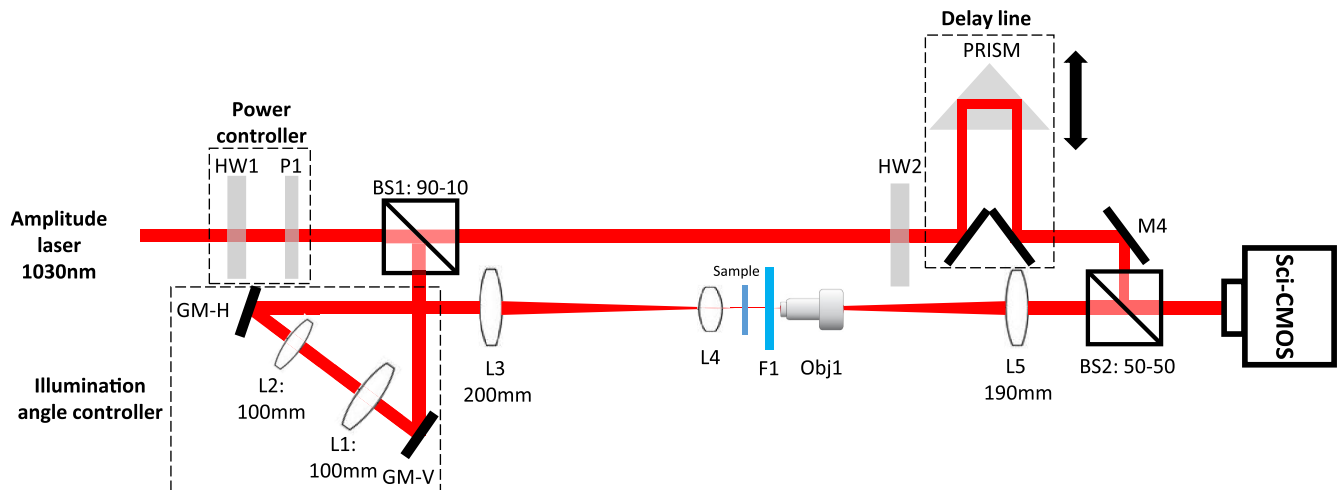 Delay line
PRISM
Power
controller
HW1
P1
BS1: 90-10
HW2
Amplitude
laser
1030nm
M4
Sci-CMOS
GM-H
Sample
L2:
100mm
L3
200mm
L4
F1
Obj1
L5
190mm
BS2: 50-50
Illumination
angle controller
L1:
100mm
GM-V